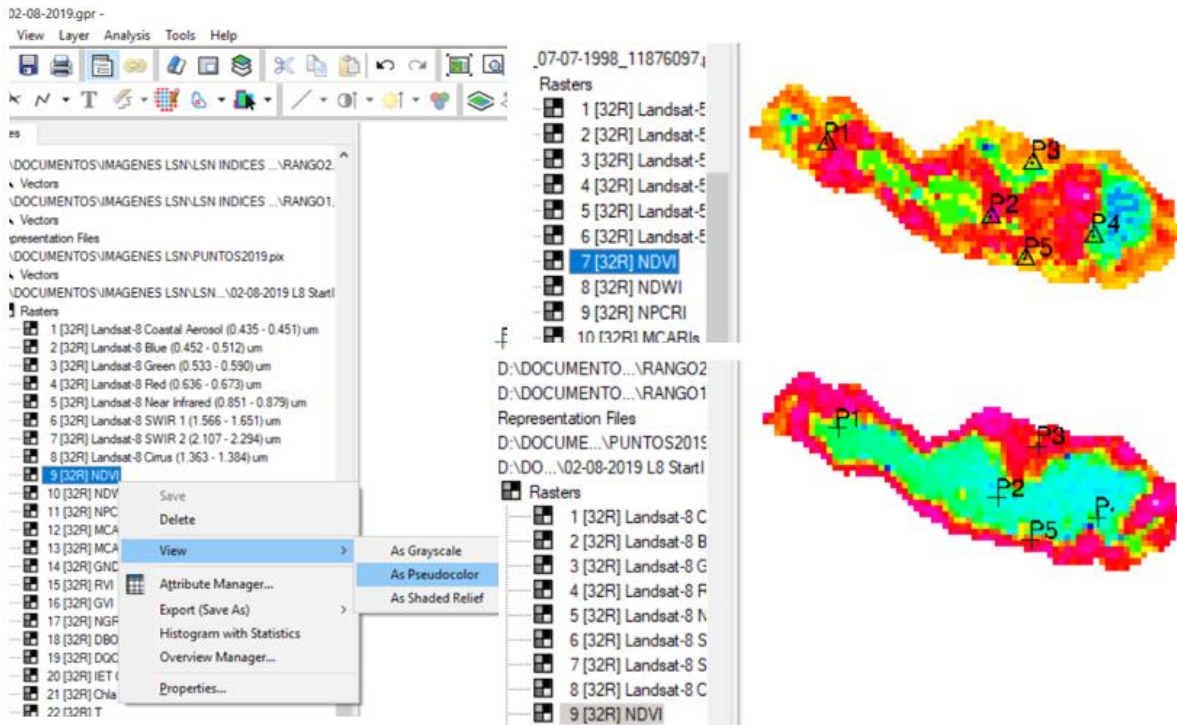 02-08-2019.gpr -
View Layer Analysis Tools Help
\DOCUMENTOS\IMAGENES LSN\LSN INDICES ...\RANGO2.
Vectors
\DOCUMENTOS\IMAGENES LSN\LSN INDICES ...\RANGO1.
Vectors
presentation Files
\DOCUMENTOS\IMAGENES LSN\PUNTOS2019.pix
Vectors
\DOCUMENTOS\IMAGENES LSN\LSN...\02-08-2019 L8 StartI
Rasters
1 [32R] Landsat-8 Coastal Aerosol (0.435 - 0.451) um
2 [32R] Landsat-8 Blue (0.452 - 0.512) um
3 [32R] Landsat-8 Green (0.533 - 0.590) um
4 [32R] Landsat-8 Red (0.636 - 0.673) um
5 [32R] Landsat-8 Near Infrared (0.851 - 0.879) um
6 [32R] Landsat-8 SWIR 1 (1.566 - 1.651) um
7 [32R] Landsat-8 SWIR 2 (2.107 - 2.294) um
8 [32R] Landsat-8 Cirrus (1.363 - 1.384) um
9 [32R] NDVI
10 [32R] NDW
11 [32R] NPC
12 [32R] MCA
13 [32R] MCA
14 [32R] GND
15 [32R] RVI
16 [32R] GVI
17 [32R] NGR
18 [32R] DBO
19 [32R] DQO
20 [32R] IET
21 [32R] Chla
22 [32R] T
Save
Delete
View
Attribute Manager...
Export (Save As)
Histogram with Statistics
Overview Manager...
Properties...
As Grayscale
As Pseudocolor
As Shaded Relief
_07-07-1998_11876097.
Rasters
1 [32R] Landsat-5
2 [32R] Landsat-5
3 [32R] Landsat-5
4 [32R] Landsat-5
5 [32R] Landsat-5
6 [32R] Landsat-5
7 [32R] NDVI
8 [32R] NDWI
9 [32R] NPCRI
10 [32R] MCARIs
P1
P3
P2
P4
P5
D:\DOCUMENTO...\RANGO2
D:\DOCUMENTO...\RANGO1
Representation Files
D:\DOCUME...\PUNTOS2019
D:\DO...\02-08-2019 L8 StartI
Rasters
1 [32R] Landsat-8 C
2 [32R] Landsat-8 B
3 [32R] Landsat-8 G
4 [32R] Landsat-8 R
5 [32R] Landsat-8 N
6 [32R] Landsat-8 S
7 [32R] Landsat-8 S
8 [32R] Landsat-8 C
9 [32R] NDVI
P1
P3
P2
P5